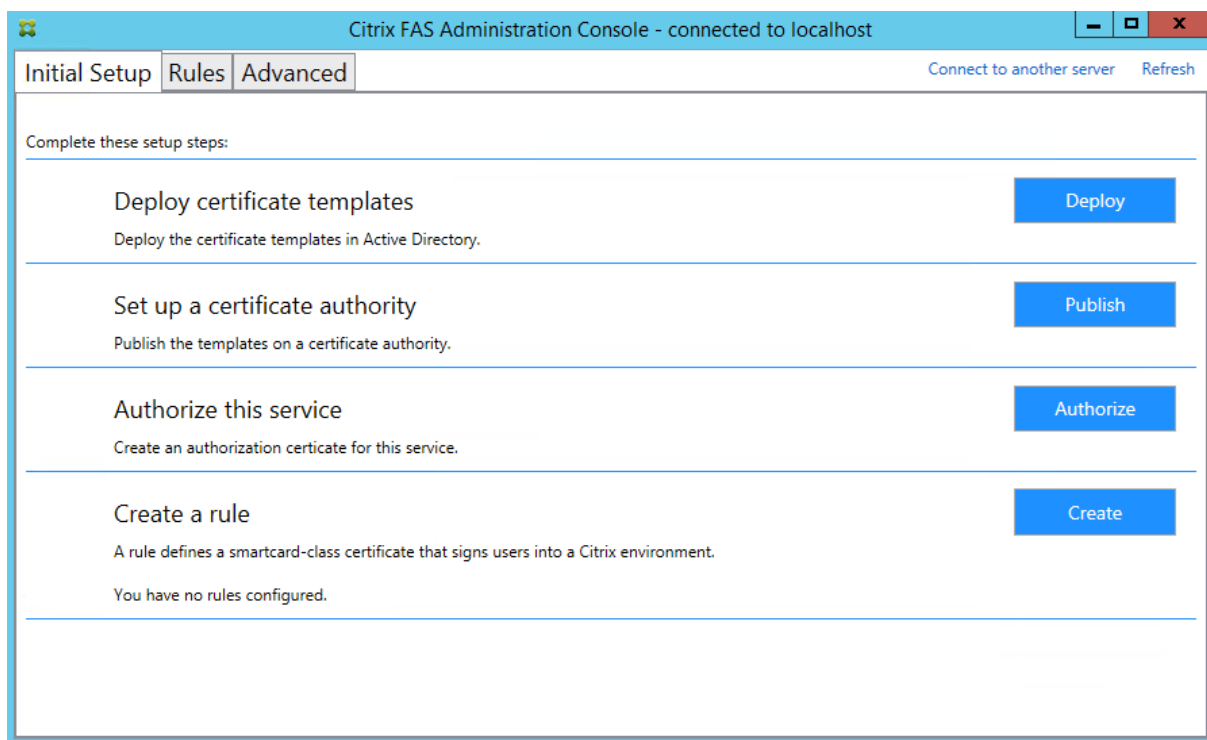 Citrix FAS Administration Console - connected to localhost
Initial Setup Rules Advanced Connect to another server Refresh
Complete these setup steps:
Deploy certificate templates Deploy
Deploy the certificate templates in Active Directory.
Set up a certificate authority Publish
Publish the templates on a certificate authority.
Authorize this service Authorize
Create an authorization certicate for this service.
Create a rule Create
A rule defines a smartcard-class certificate that signs users into a Citrix environment.
You have no rules configured.